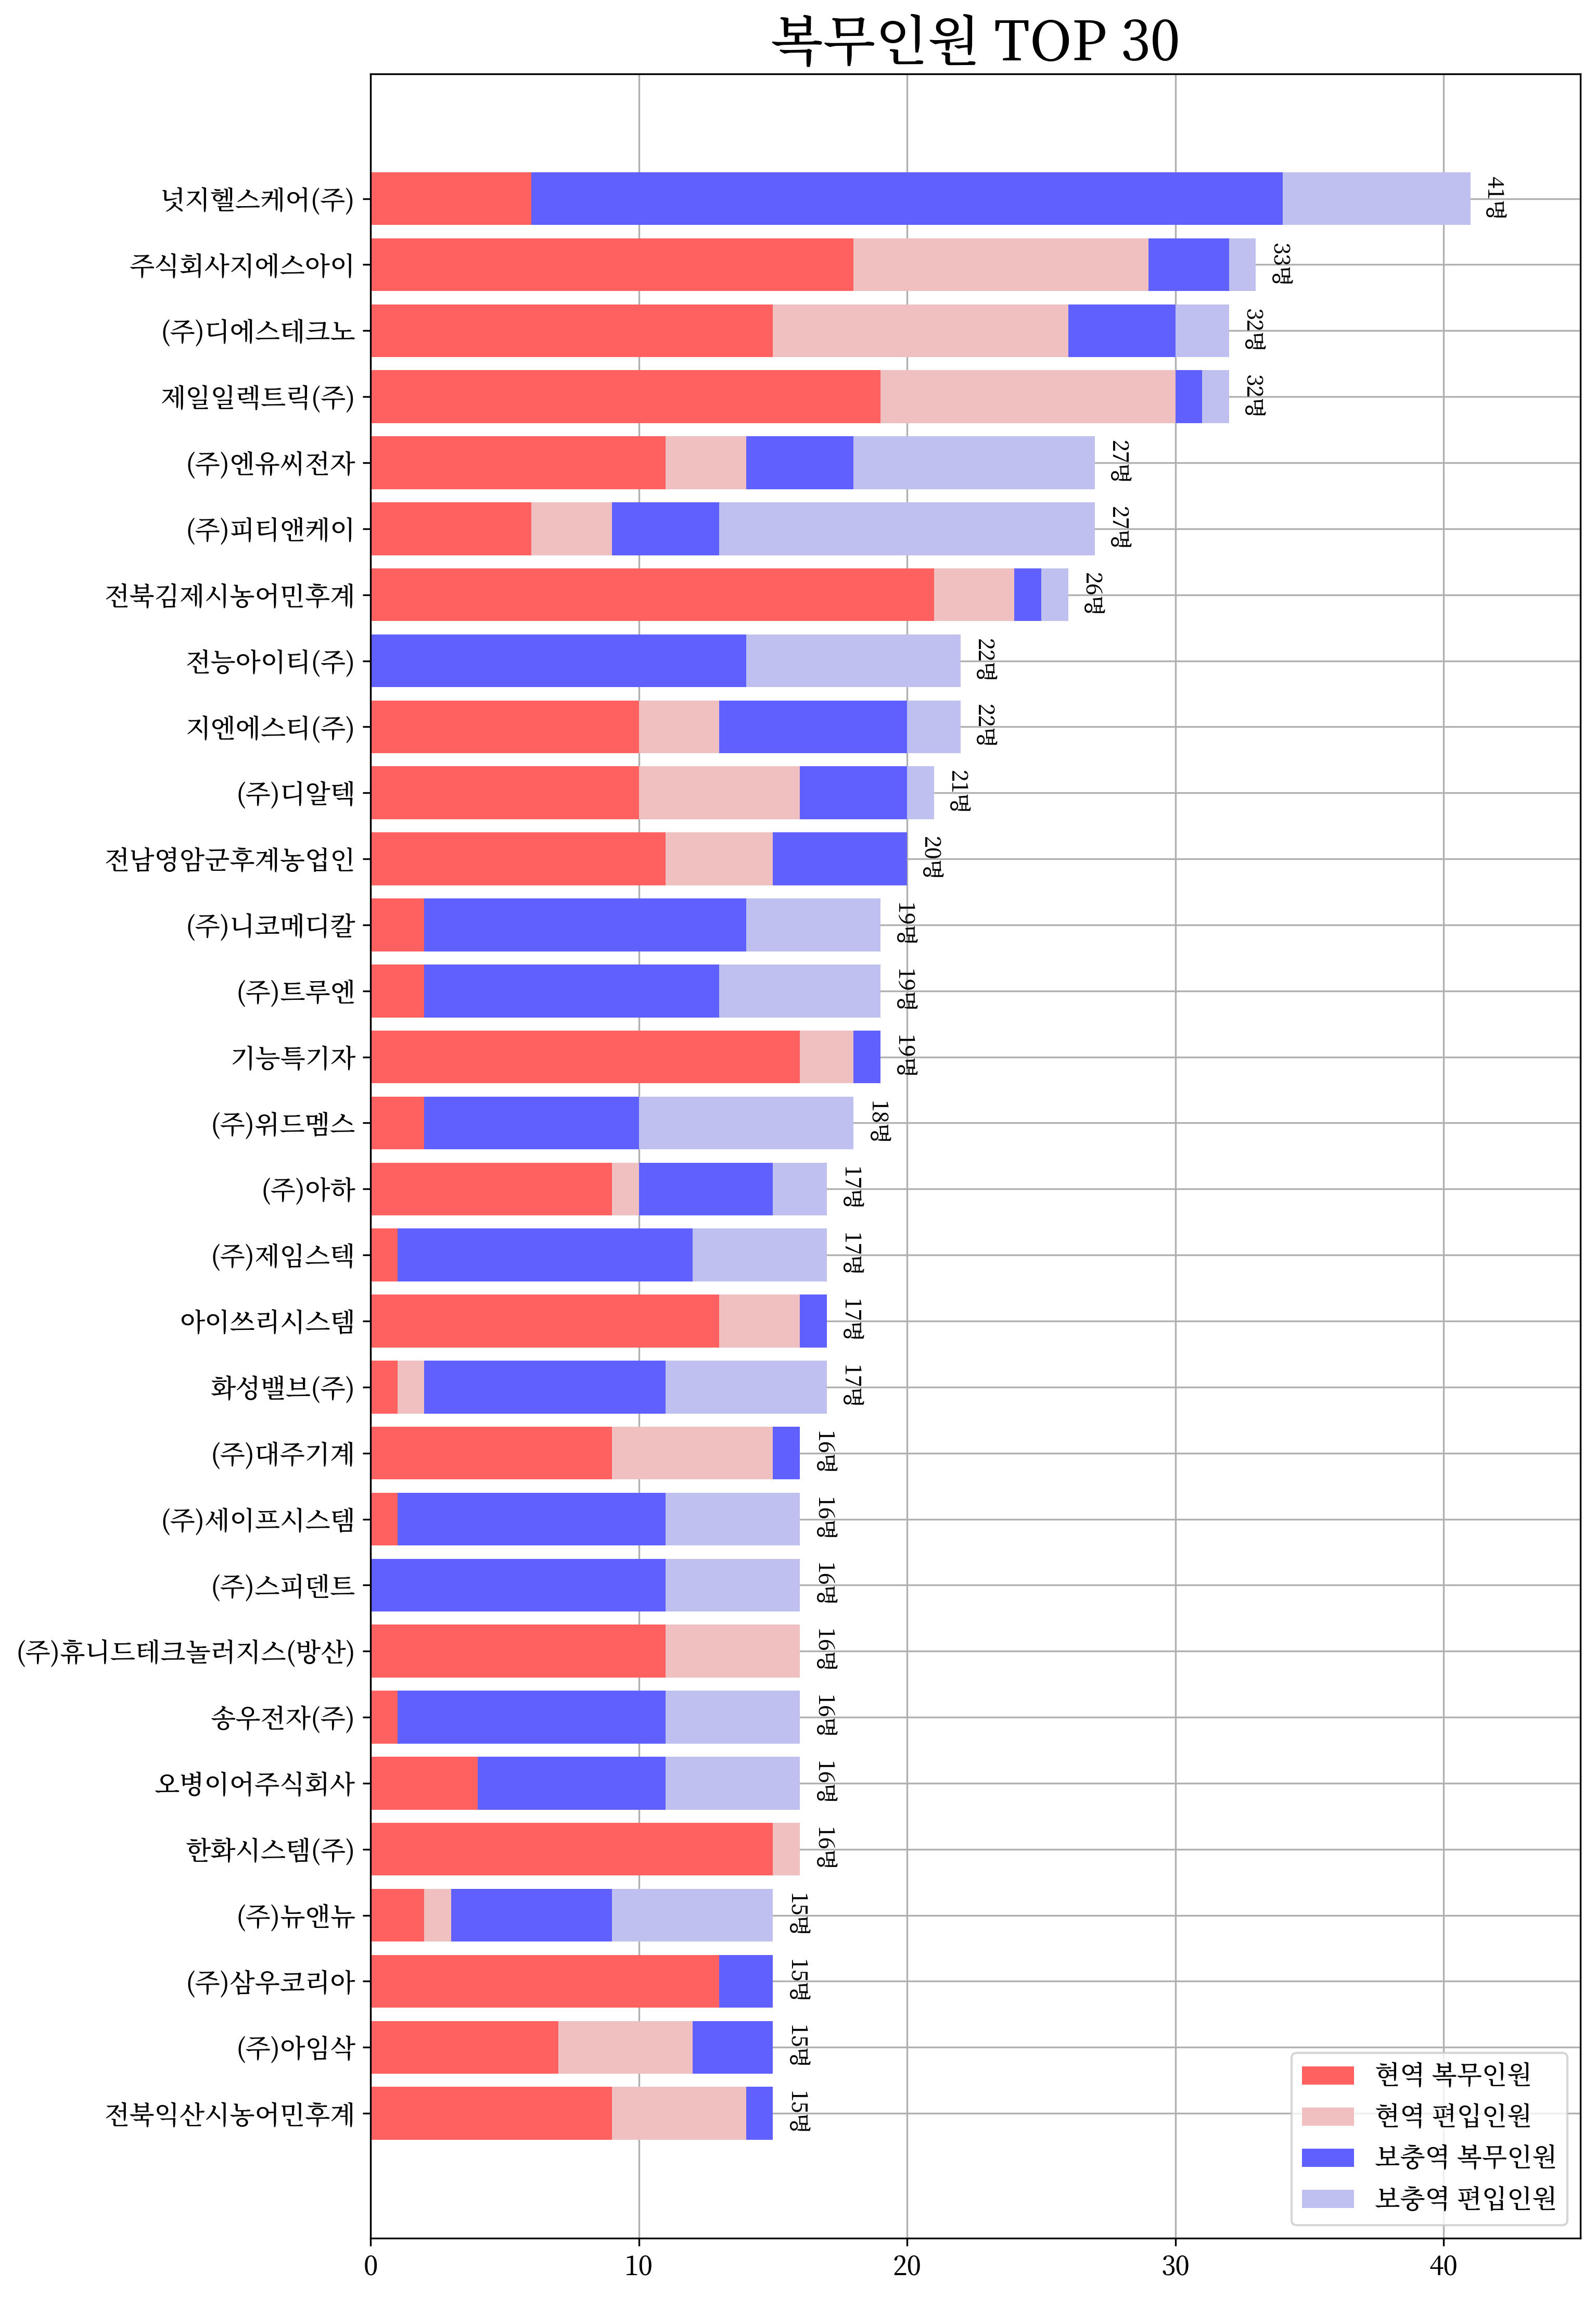 복무인원 TOP 30
넛지헬스케어(주)
41명
주식회사지에스아이
33명
(주)디에스테크노
32명
제일일렉트릭(주)
32명
(주)엔유씨전자
27명
(주)피티앤케이
27명
전북김제시농어민후계
26명
전능아이티(주)
22명
지엔에스티(주)
22명
(주)디알텍
21명
전남영암군후계농업인
20명
(주)니코메디칼
19명
(주)트루엔
19명
기능특기자
19명
(주)위드멤스
18명
(주)아하
17명
(주)제임스텍
17명
아이쓰리시스템
17명
화성밸브(주)
17명
(주)대주기계
16명
(주)세이프시스템
16명
(주)스피덴트
16명
(주)휴니드테크놀러지스(방산)
16명
송우전자(주)
16명
오병이어주식회사
16명
한화시스템(주)
16명
(주)뉴앤뉴
15명
(주)삼우코리아
15명
(주)아임삭
15명
전북익산시농어민후계
15명
현역 복무인원
현역 편입인원
보충역 복무인원
보충역 편입인원
0 10 20 30 40